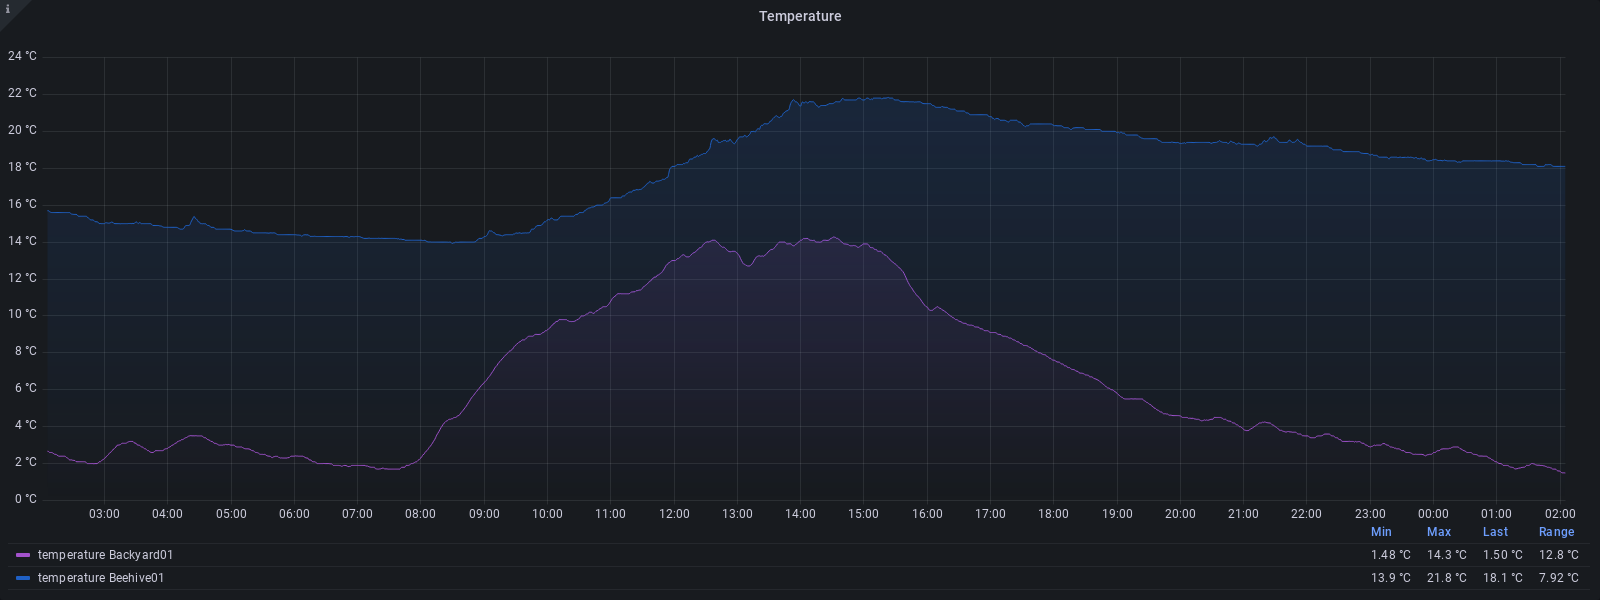 i
Temperature
24 °C
22 °C
20 °C
18 °C
16 °C
14 °C
12 °C
10 °C
8 °C
6 °C
4 °C
2 °C
0 °C
03:00 04:00 05:00 06:00 07:00 08:00 09:00 10:00 11:00 12:00 13:00 14:00 15:00 16:00 17:00 18:00 19:00 20:00 21:00 22:00 23:00 00:00 01:00 02:00
Min Max Last Range
temperature Backyard01 1.48 °C 14.3 °C 1.50 °C 12.8 °C
temperature Beehive01 13.9 °C 21.8 °C 18.1 °C 7.92 °C